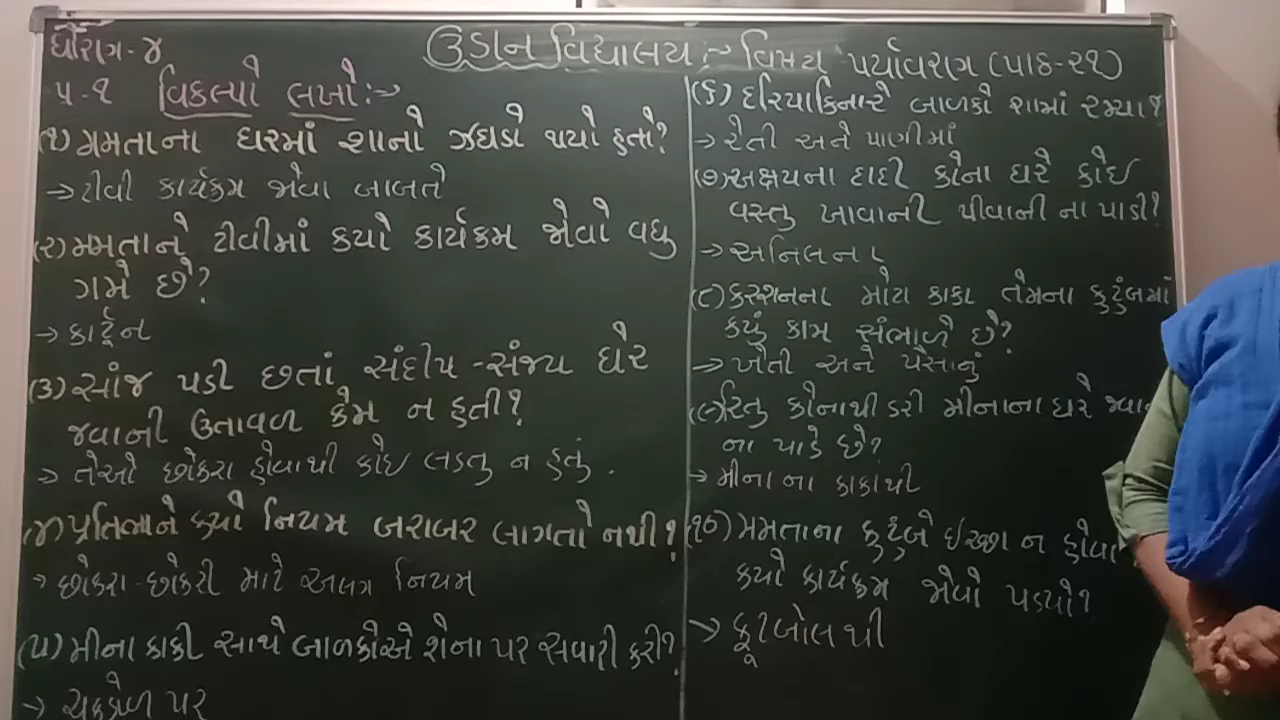 ધોરણ-૪
ઉડાન વિદ્યાલય :- વિષય પર્યાવરણ (પાઠ-૨૧)
પ્ર-૧ વિકલ્પો લખો:-
(૧) મમતાના ઘરમાં શાનો ઝઘડો થયો હતો?
→ ટીવી કાર્યક્રમ જોવા બાબતે
(૨) મમતાને ટીવીમાં કયો કાર્યક્રમ જોવો વધુ
ગમે છે?
→ કાર્ટૂન
(૩) સાંજ પડી છતાં સંદીપ-સંજય ઘેર
જવાની ઉતાવળ કેમ ન હતી?
→ તેઓ છોકરા હોવાથી કોઇ લડતુ ન હતું.
(૪) પ્રતિભાને કયો નિયમ બરાબર લાગતો નથી?
→ છોકરા-છોકરી માટે અલગ નિયમ
(૫) મીના કાકી સાથે બાળકોએ શેના પર સવારી કરી?
→ ચકડોળ પર
(૬) દરિયાકિનારે બાળકો શામાં રમ્યા?
→ રેતી અને પાણીમાં
(૭) અક્ષયના દાદી કોના ઘરે કોઇ
વસ્તુ ખાવાની પીવાની ના પાડી?
→ અનિલના
(૮) કરશનના મોટા કાકા તેમના કુટુંબમાં
કયું કામ સંભાળે છે?
→ ખેતી અને પૈસાનું
(૯) રિતુ કોનાથી ડરી મીનાના ઘરે
ના પાડે છે?
→ મીના ના કાકાથી
(૧૦) મમતાના કુટુંબે ઈચ્છા ન હોવા
કયો કાર્યક્રમ જોવો પડ્યો?
→ ફૂટબોલથી